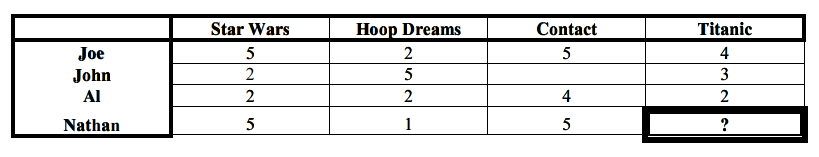 Star Wars Hoop Dreams Contact Titanic
Joe 5 2 5 4
John 2 5 3
Al 2 2 4 2
Nathan 5 1 5 ?